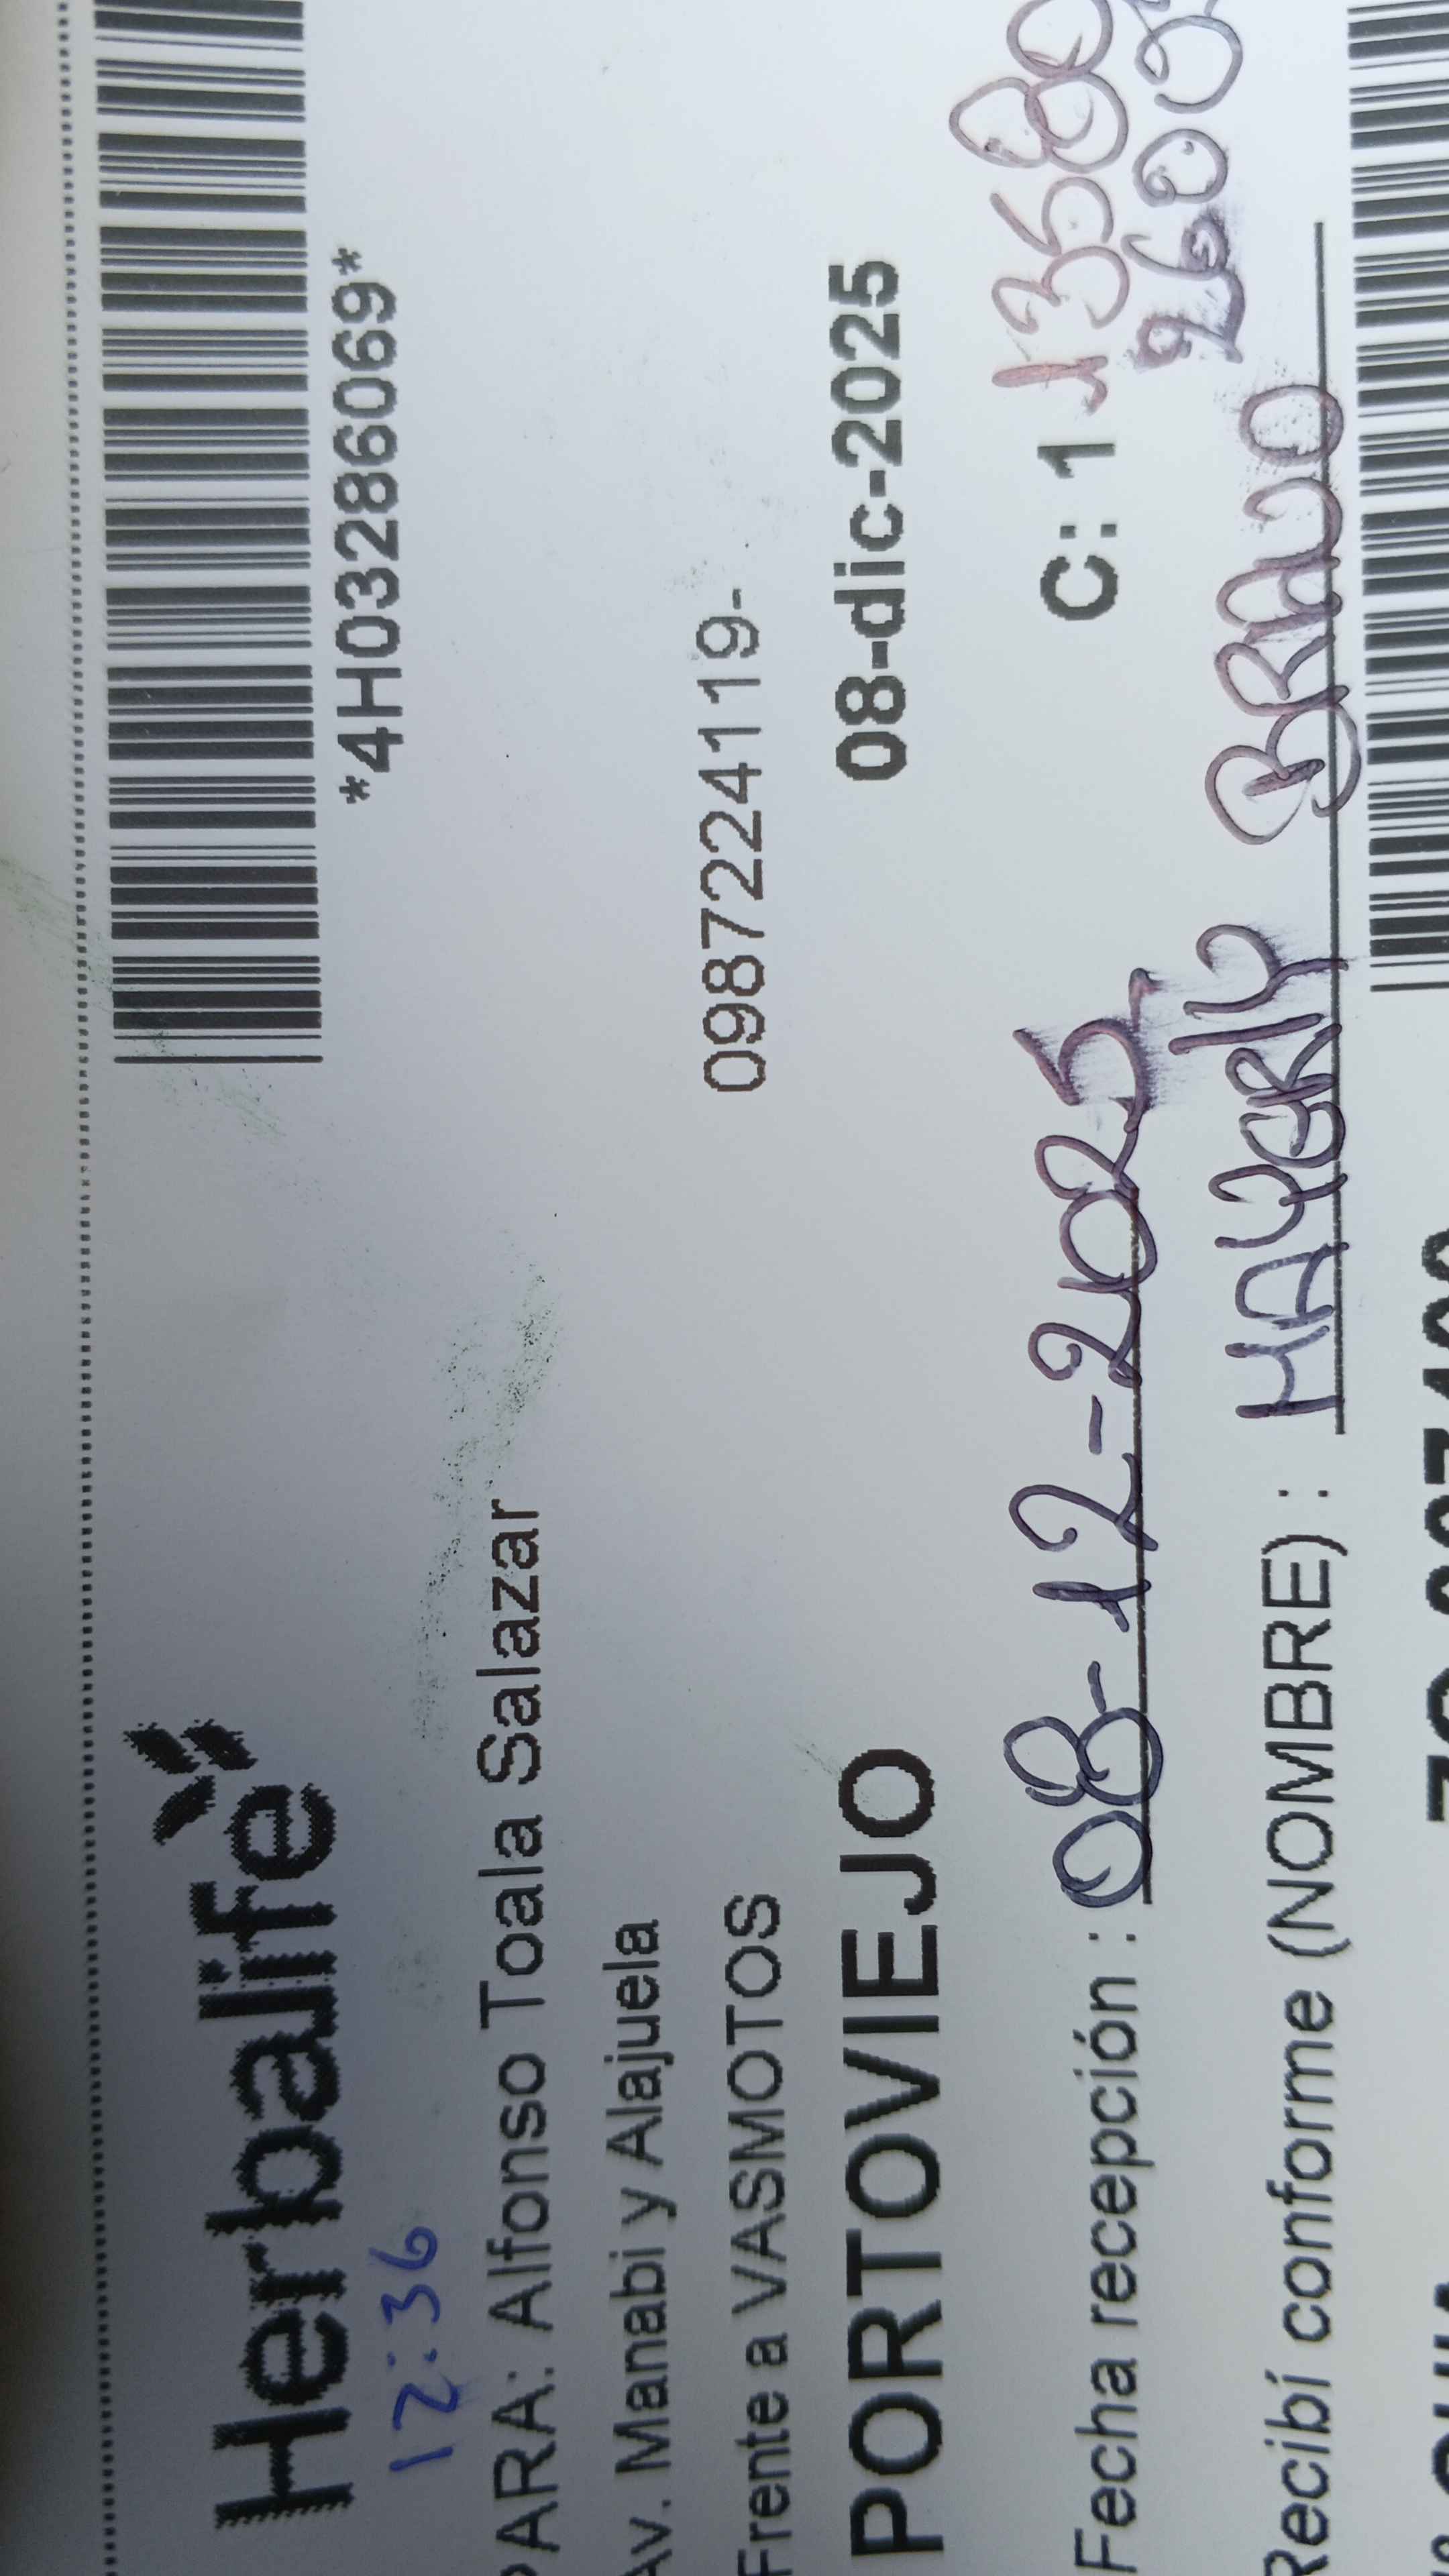 Herbalife
*4H03286069*
12:36
PARA: Alfonso Toala Salazar
Av. Manabi y Alajuela
Frente a VASMOTOS
0987224119-
PORTOVIEJO
08-dic-2025
Fecha recepción : 08-12-2025
C: 1
Recibí conforme (NOMBRE) : MAYERLY BRAVO